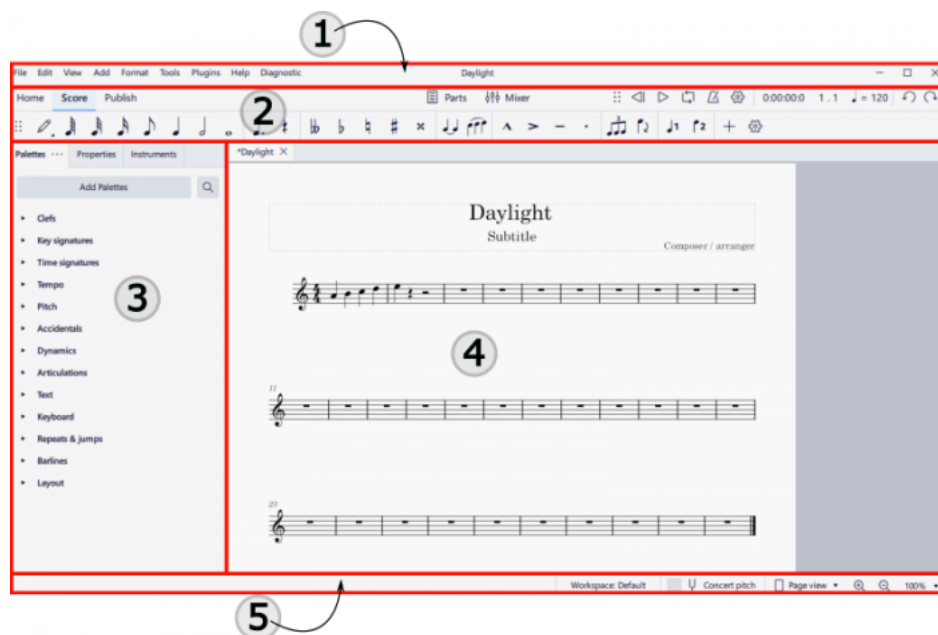 1
File Edit View Add Format Tools Plugins Help Diagnostic Daylight
Home Score Publish Parts Mixer 0:00:00:0 1 . 1 ♩ = 120
2
Palettes ··· Properties Instruments *Daylight
Add Palettes
Clefs
Key signatures
Time signatures
Tempo
Pitch
Accidentals
Dynamics
Articulations
Text
Keyboard
Repeats & jumps
Barlines
Layout
3
Daylight
Subtitle
Composer / arranger
4
11
23
Workspace: Default Concert pitch Page view 100%
5